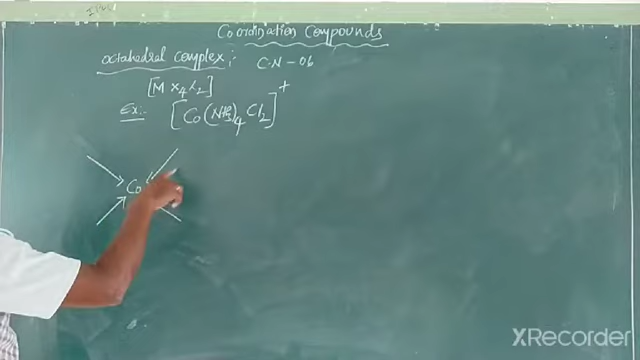 Coordination Compounds
octahedral complex:- C.N-06
[M X₄ L₂]
Ex:- [Co(NH₃)₄ Cl₂]⁺
Co
XRecorder